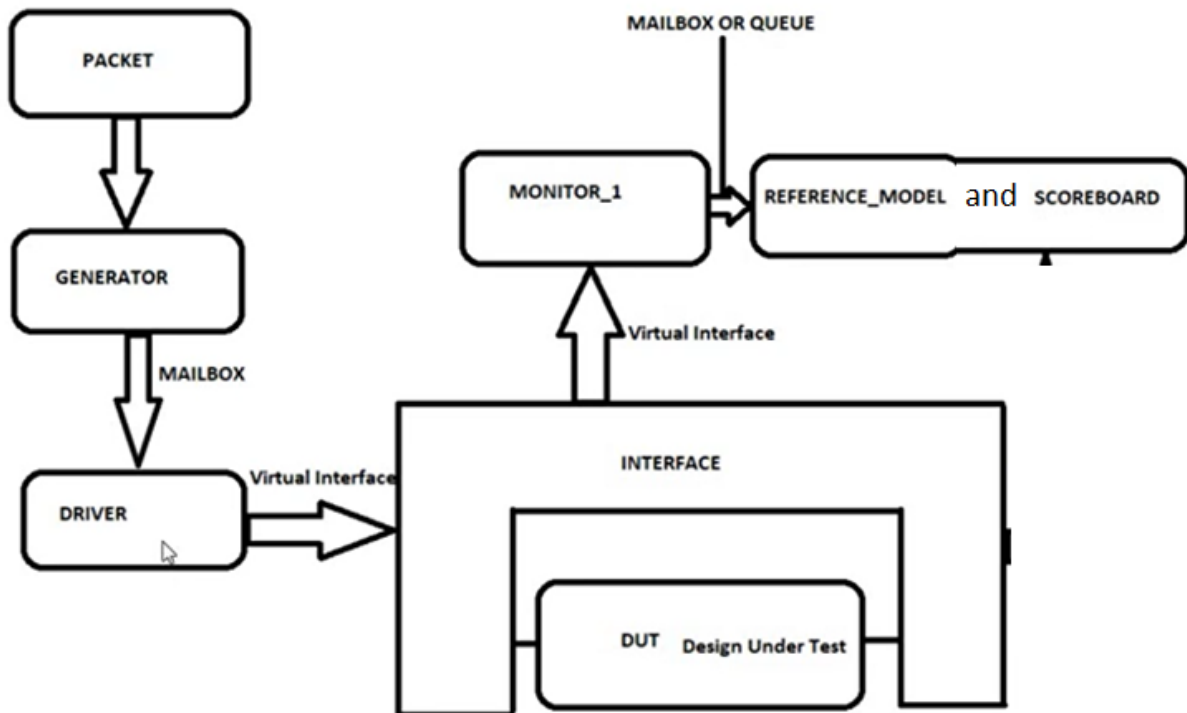 MAILBOX OR QUEUE
PACKET
MONITOR_1
REFERENCE_MODEL and SCOREBOARD
GENERATOR
Virtual Interface
MAILBOX
Virtual Interface
INTERFACE
DRIVER
DUT Design Under Test